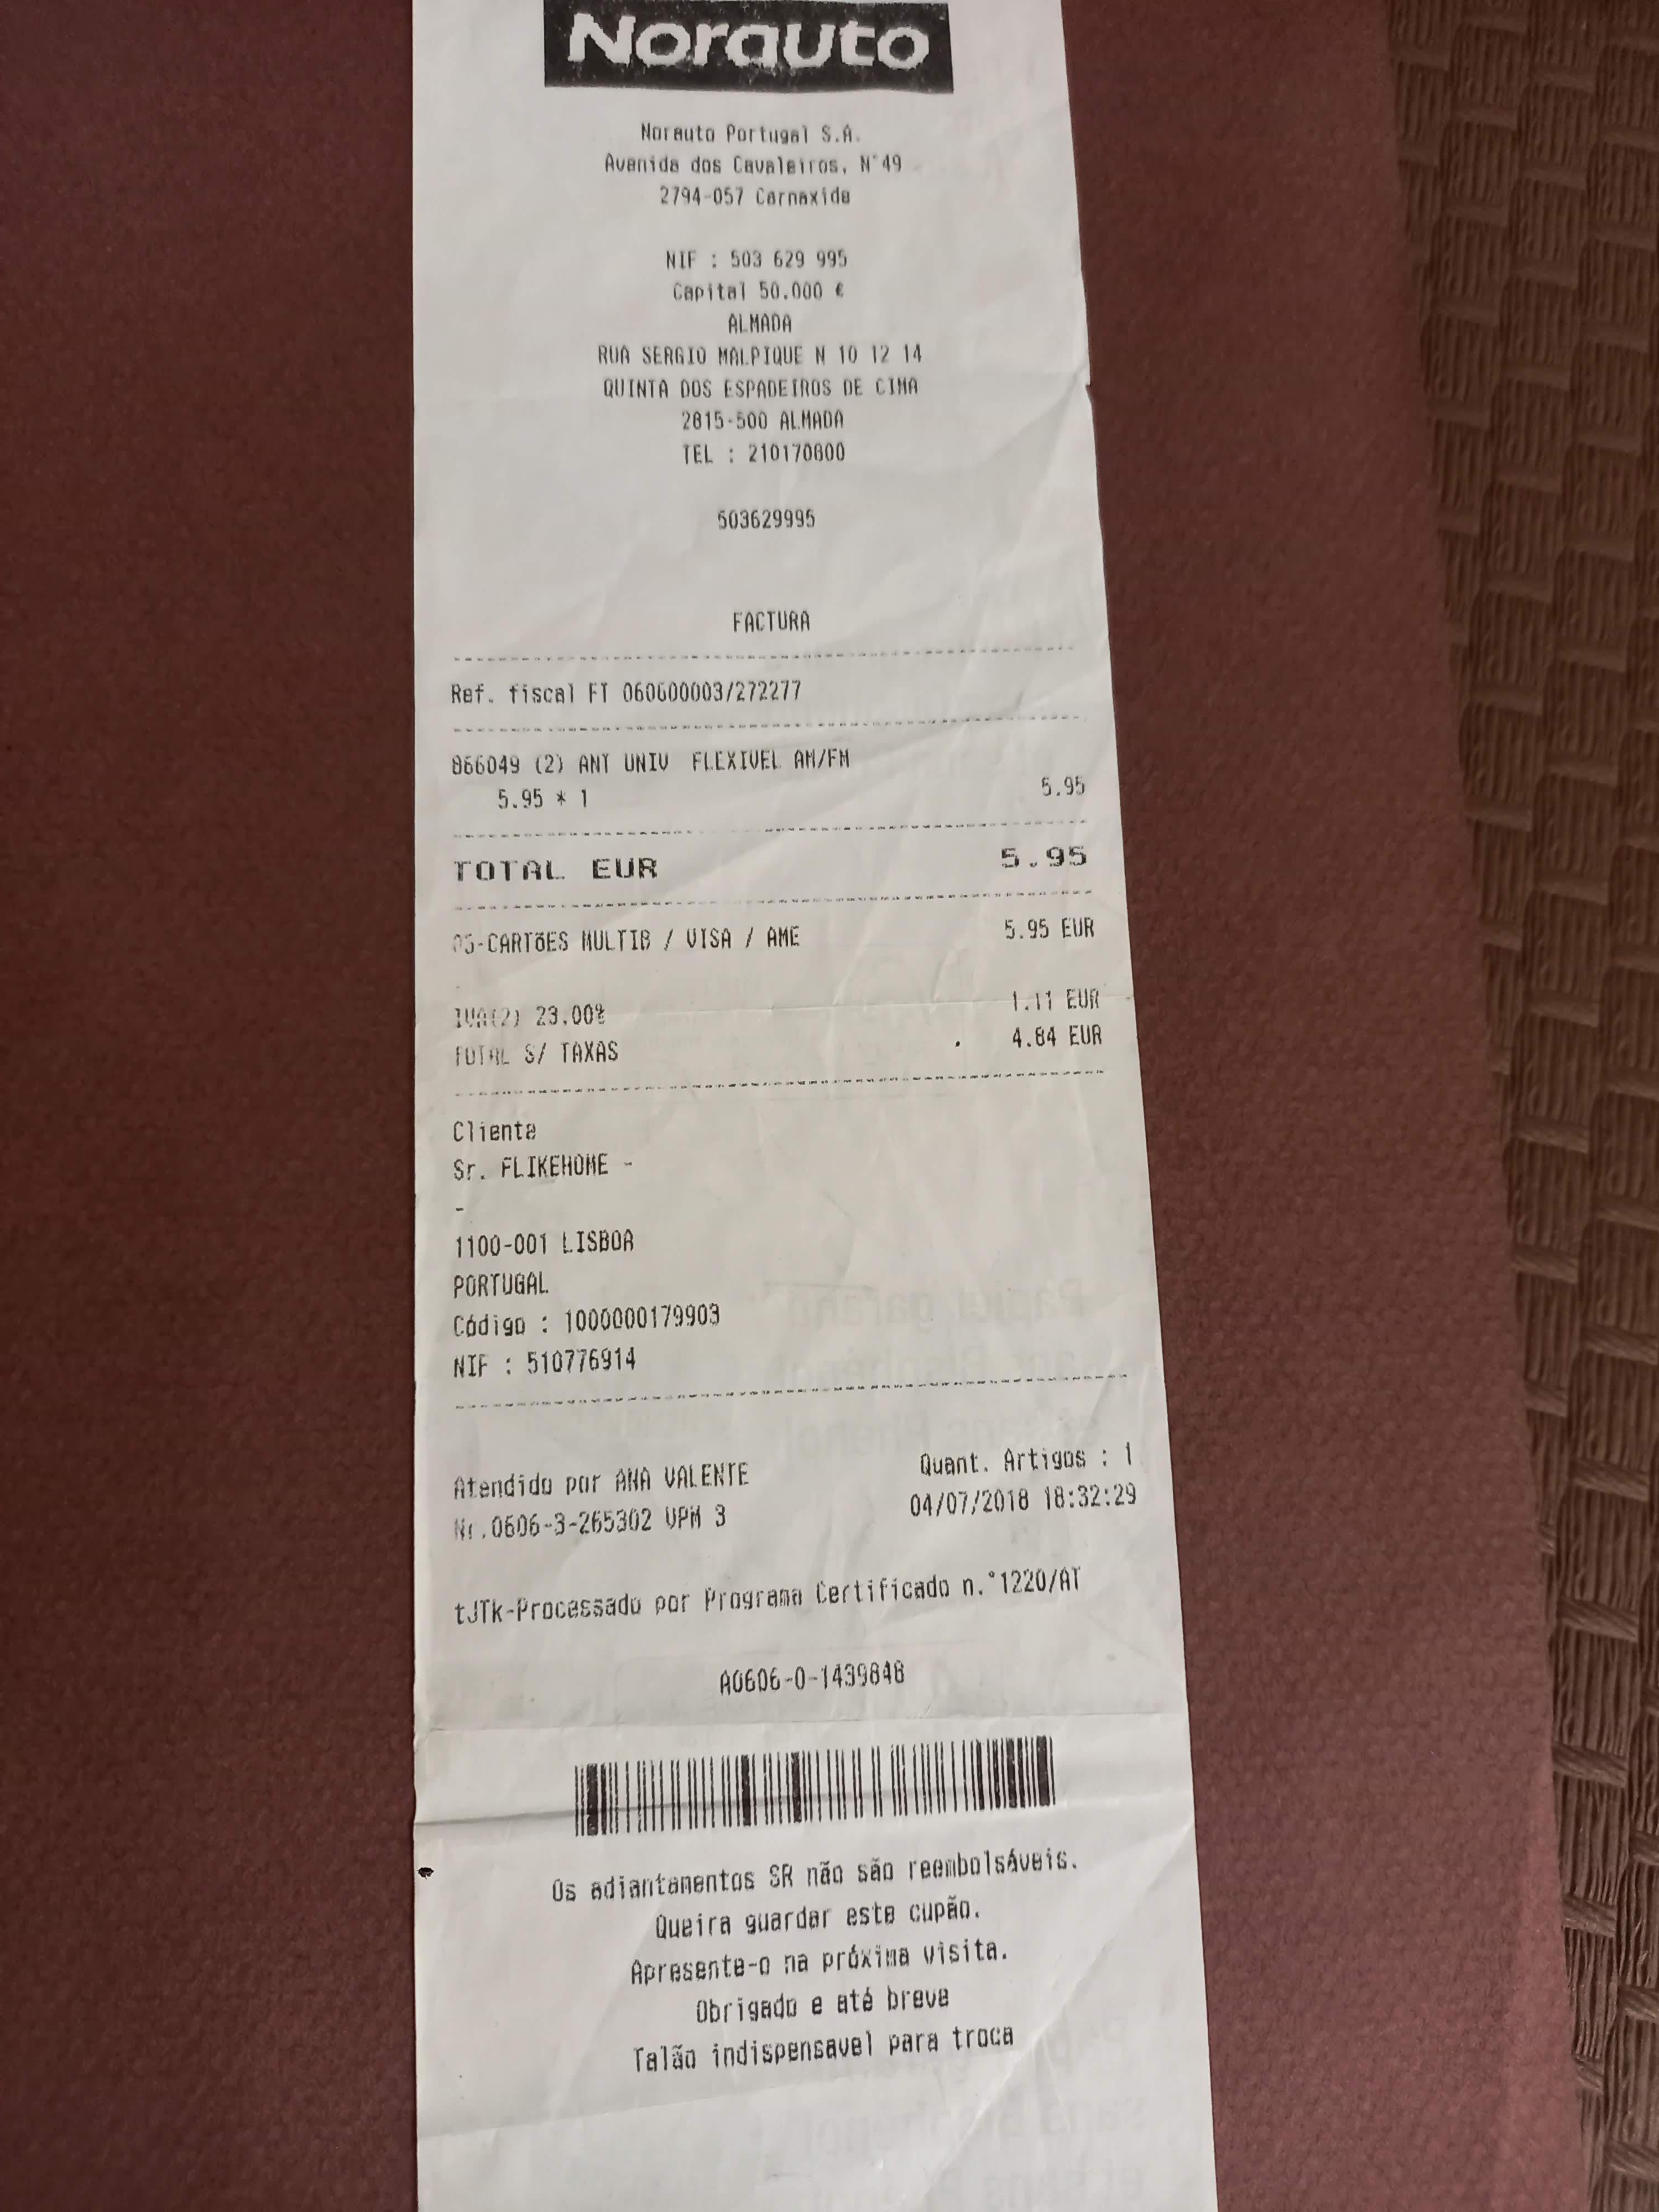 Norauto
Norauto Portugal S.A.
Avenida dos Cavaleiros, N°49
2794-057 Carnaxide
NIF : 503 629 995
Capital 50.000 €
ALMADA
RUA SERGIO MALPIQUE N 10 12 14
QUINTA DOS ESPADEIROS DE CIMA
2815-500 ALMADA
TEL : 210170800
503629995
FACTURA
Ref. fiscal FT 060600003/272277
866049 (2) ANT UNIV FLEXIVEL AM/FM
5.95 * 1 5.95
TOTAL EUR 5.95
05-CARTõES MULTIB / VISA / AME 5.95 EUR
IVA(2) 23.00% 1.11 EUR
TOTAL S/ TAXAS 4.84 EUR
Cliente
Sr. FLIKEHOME -
-
1100-001 LISBOA
PORTUGAL
Código : 1000000179903
NIF : 510776914
Atendido por ANA VALENTE Quant. Artigos : 1
Nr.0606-3-265302 VPM 3 04/07/2018 18:32:29
tJTk-Processado por Programa Certificado n.°1220/AT
A0606-0-1439848
Os adiantamentos SR não são reembolsáveis.
Queira guardar este cupão.
Apresente-o na próxima visita.
Obrigado e até breve
Talão indispensavel para troca